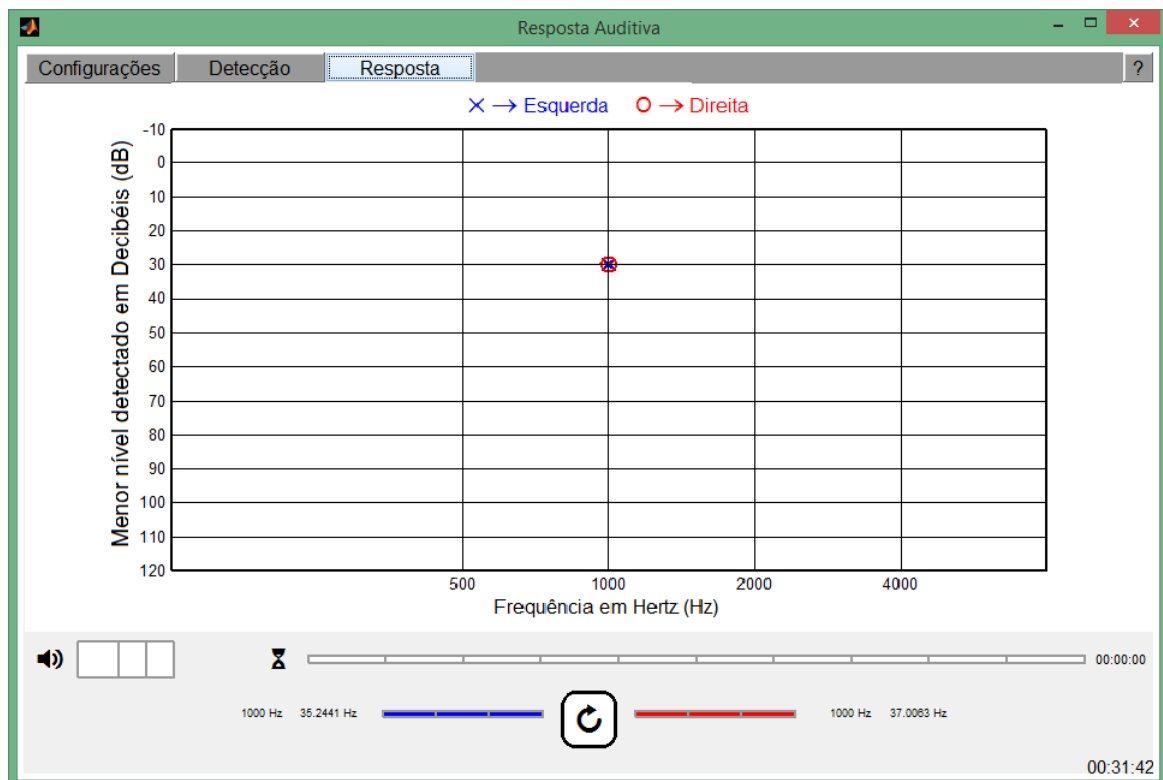 Resposta Auditiva
Configurações Detecção Resposta ?
× → Esquerda O → Direita
Menor nível detectado em Decibéis (dB)
-10
0
10
20
30
40
50
60
70
80
90
100
110
120
500 1000 2000 4000
Frequência em Hertz (Hz)
00:00:00
1000 Hz 35.2441 Hz 1000 Hz 37.0063 Hz
00:31:42